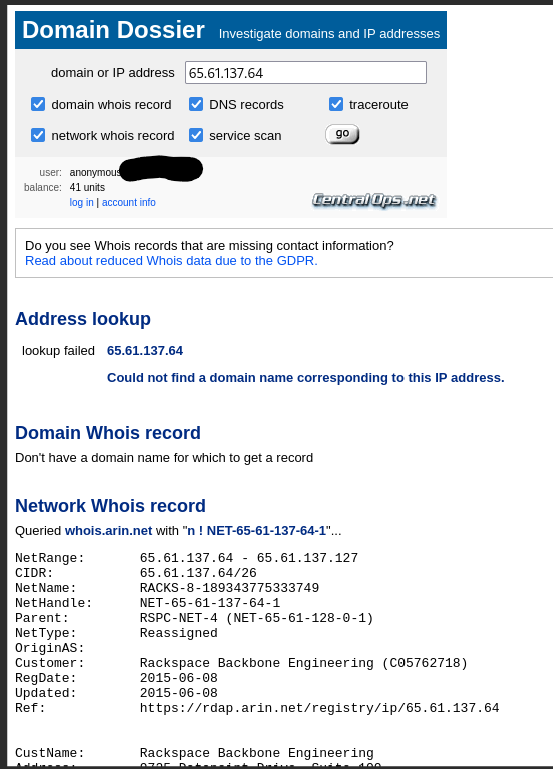 Domain Dossier Investigate domains and IP addresses
domain or IP address 65.61.137.64
domain whois record DNS records traceroute
network whois record service scan go
user: anonymous
balance: 41 units
log in | account info
CentralOps.net
Do you see Whois records that are missing contact information?
Read about reduced Whois data due to the GDPR.
Address lookup
lookup failed 65.61.137.64
Could not find a domain name corresponding to this IP address.
Domain Whois record
Don't have a domain name for which to get a record
Network Whois record
Queried whois.arin.net with "n ! NET-65-61-137-64-1"...
NetRange: 65.61.137.64 - 65.61.137.127
CIDR: 65.61.137.64/26
NetName: RACKS-8-189343775333749
NetHandle: NET-65-61-137-64-1
Parent: RSPC-NET-4 (NET-65-61-128-0-1)
NetType: Reassigned
OriginAS:
Customer: Rackspace Backbone Engineering (C05762718)
RegDate: 2015-06-08
Updated: 2015-06-08
Ref: https://rdap.arin.net/registry/ip/65.61.137.64
CustName: Rackspace Backbone Engineering